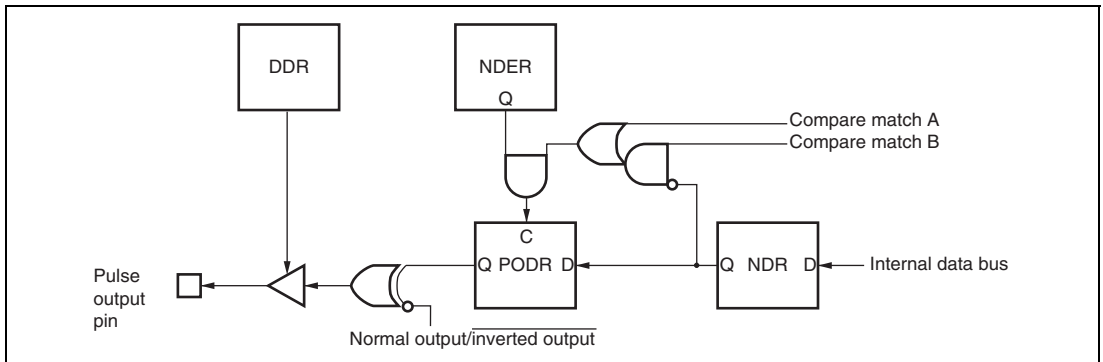 DDR
NDER
Q
Compare match A
Compare match B
C
Q PODR D
Q NDR D
Internal data bus
Pulse
output
pin
Normal output/inverted output